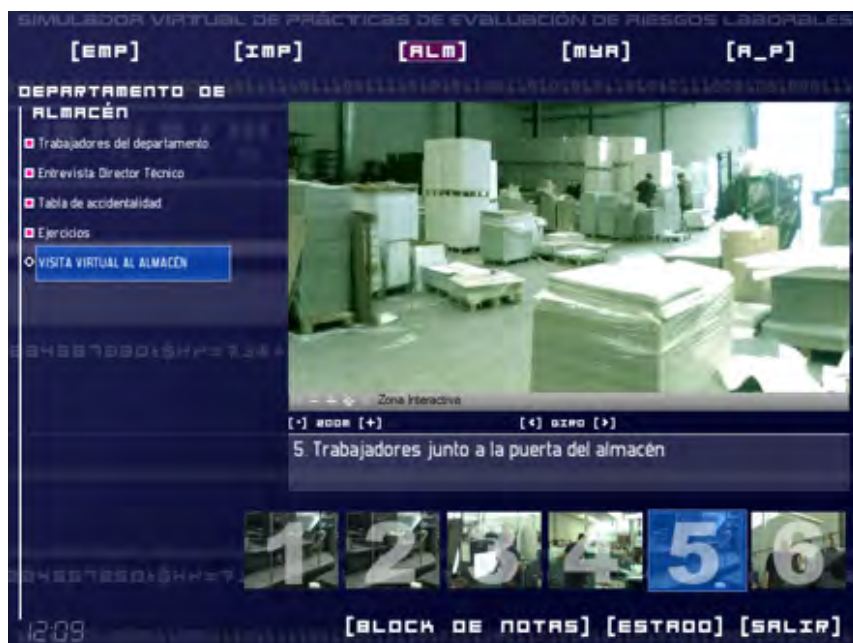 SIMULADOR VIRTUAL DE PRÁCTICAS DE EVALUACIÓN DE RIESGOS LABORALES
[EMP] [IMP] [ALM] [MYA] [A_P]
DEPARTAMENTO DE
ALMACÉN
Trabajadores del departamento
Entrevista Director Técnico
Tabla de accidentalidad
Ejercicios
VISITA VIRTUAL AL ALMACÉN
Zona Interactiva
[-] ZOOM [+] [<] GIRO [>]
5. Trabajadores junto a la puerta del almacén
1 2 3 4 5 6
12:09
[BLOCK DE NOTAS] [ESTADO] [SALIR]